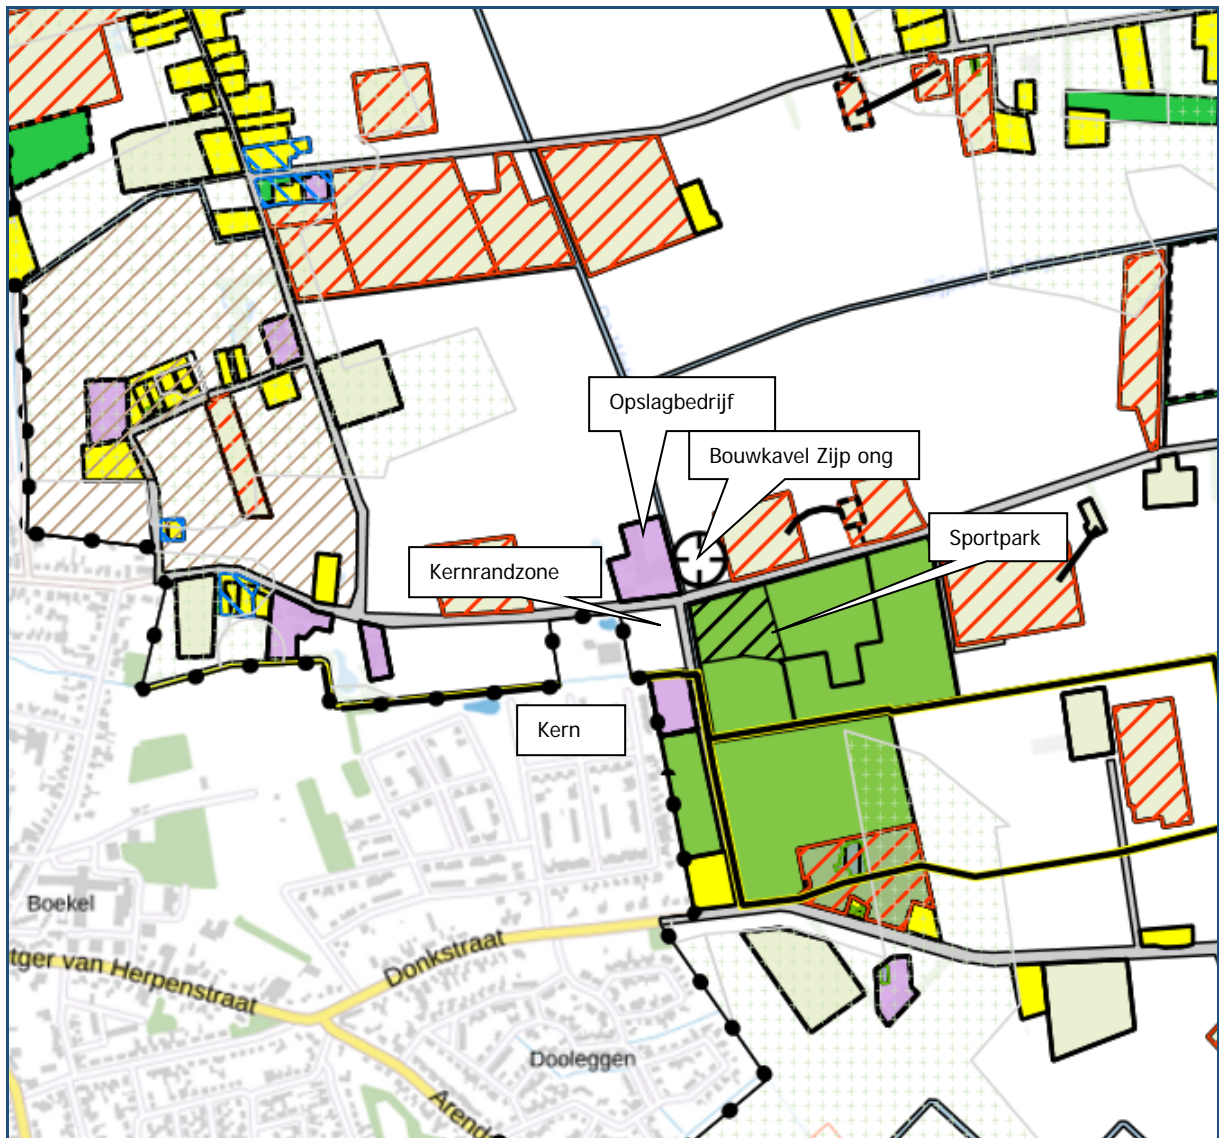 Opslagbedrijf
Bouwkavel Zijp ong
Sportpark
Kernrandzone
Kern
Boekel
tger van Herpenstraat
Donkstraat
Dooleggen
Arend